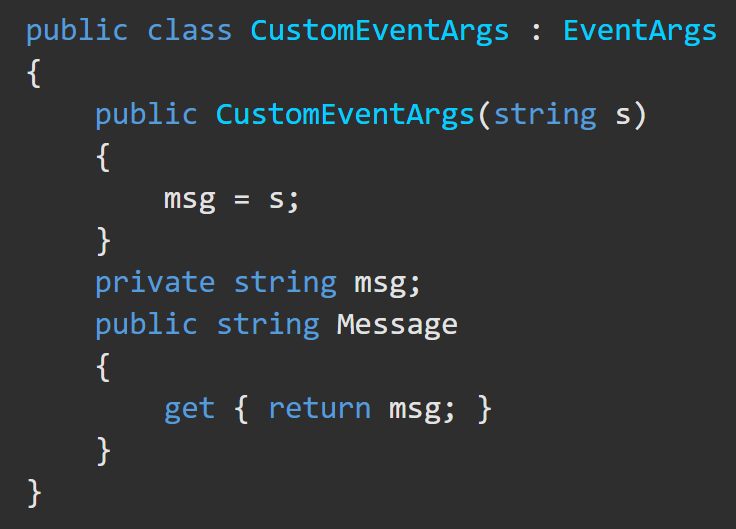 public class CustomEventArgs : EventArgs
{
    public CustomEventArgs(string s)
    {
        msg = s;
    }
    private string msg;
    public string Message
    {
        get { return msg; }
    }
}